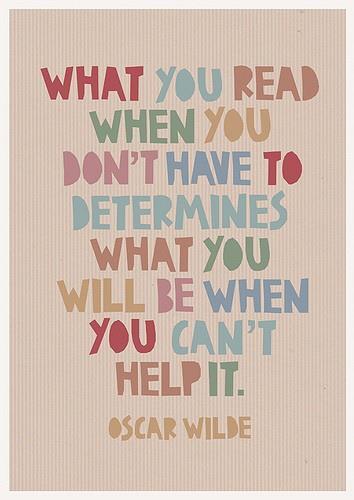 WHAT YOU READ
WHEN YOU
DON'T HAVE TO
DETERMINES
WHAT YOU
WILL BE WHEN
YOU CAN'T
HELP IT.
OSCAR WILDE